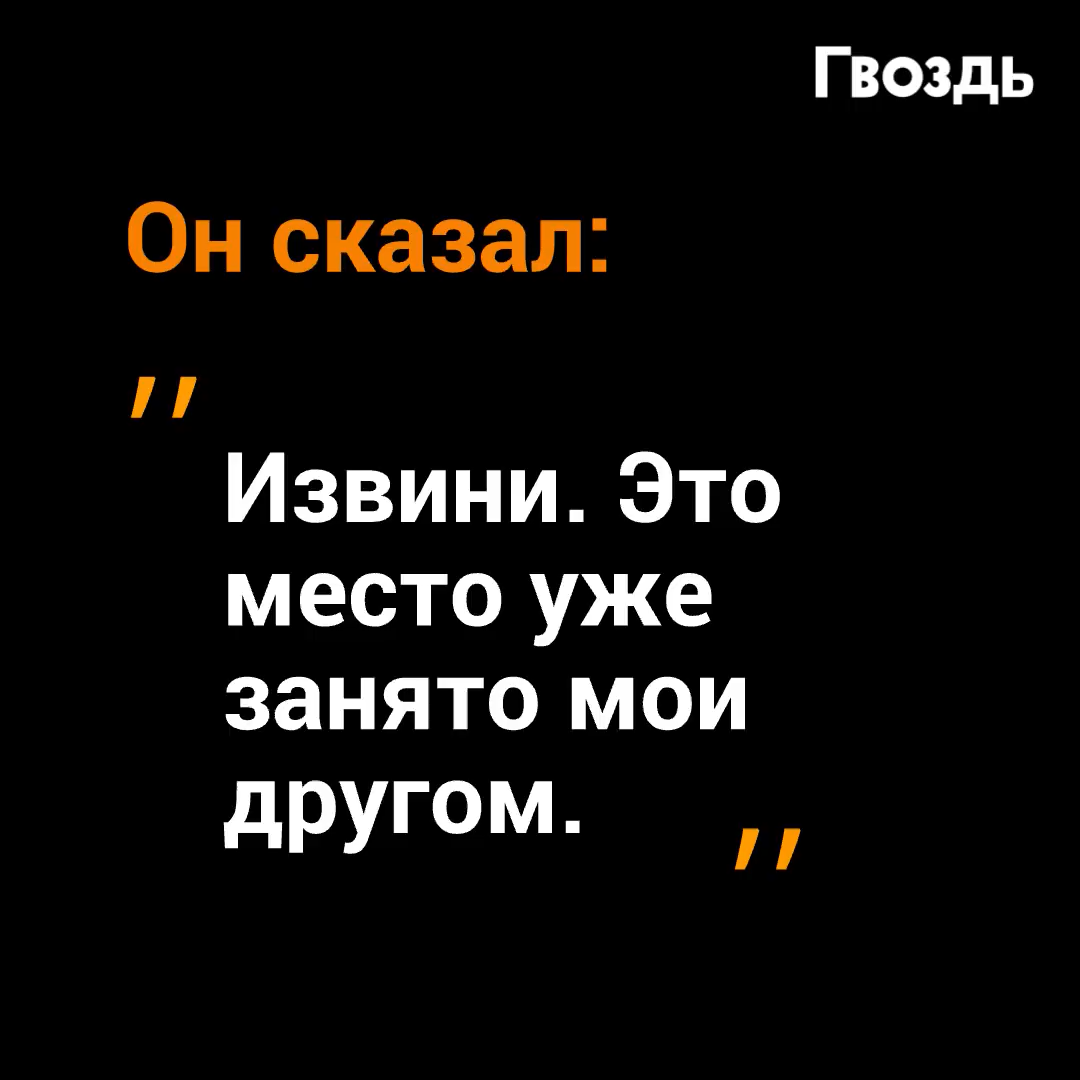 Гвоздь
Он сказал:
"
Извини. Это
место уже
занято мои
другом.
"